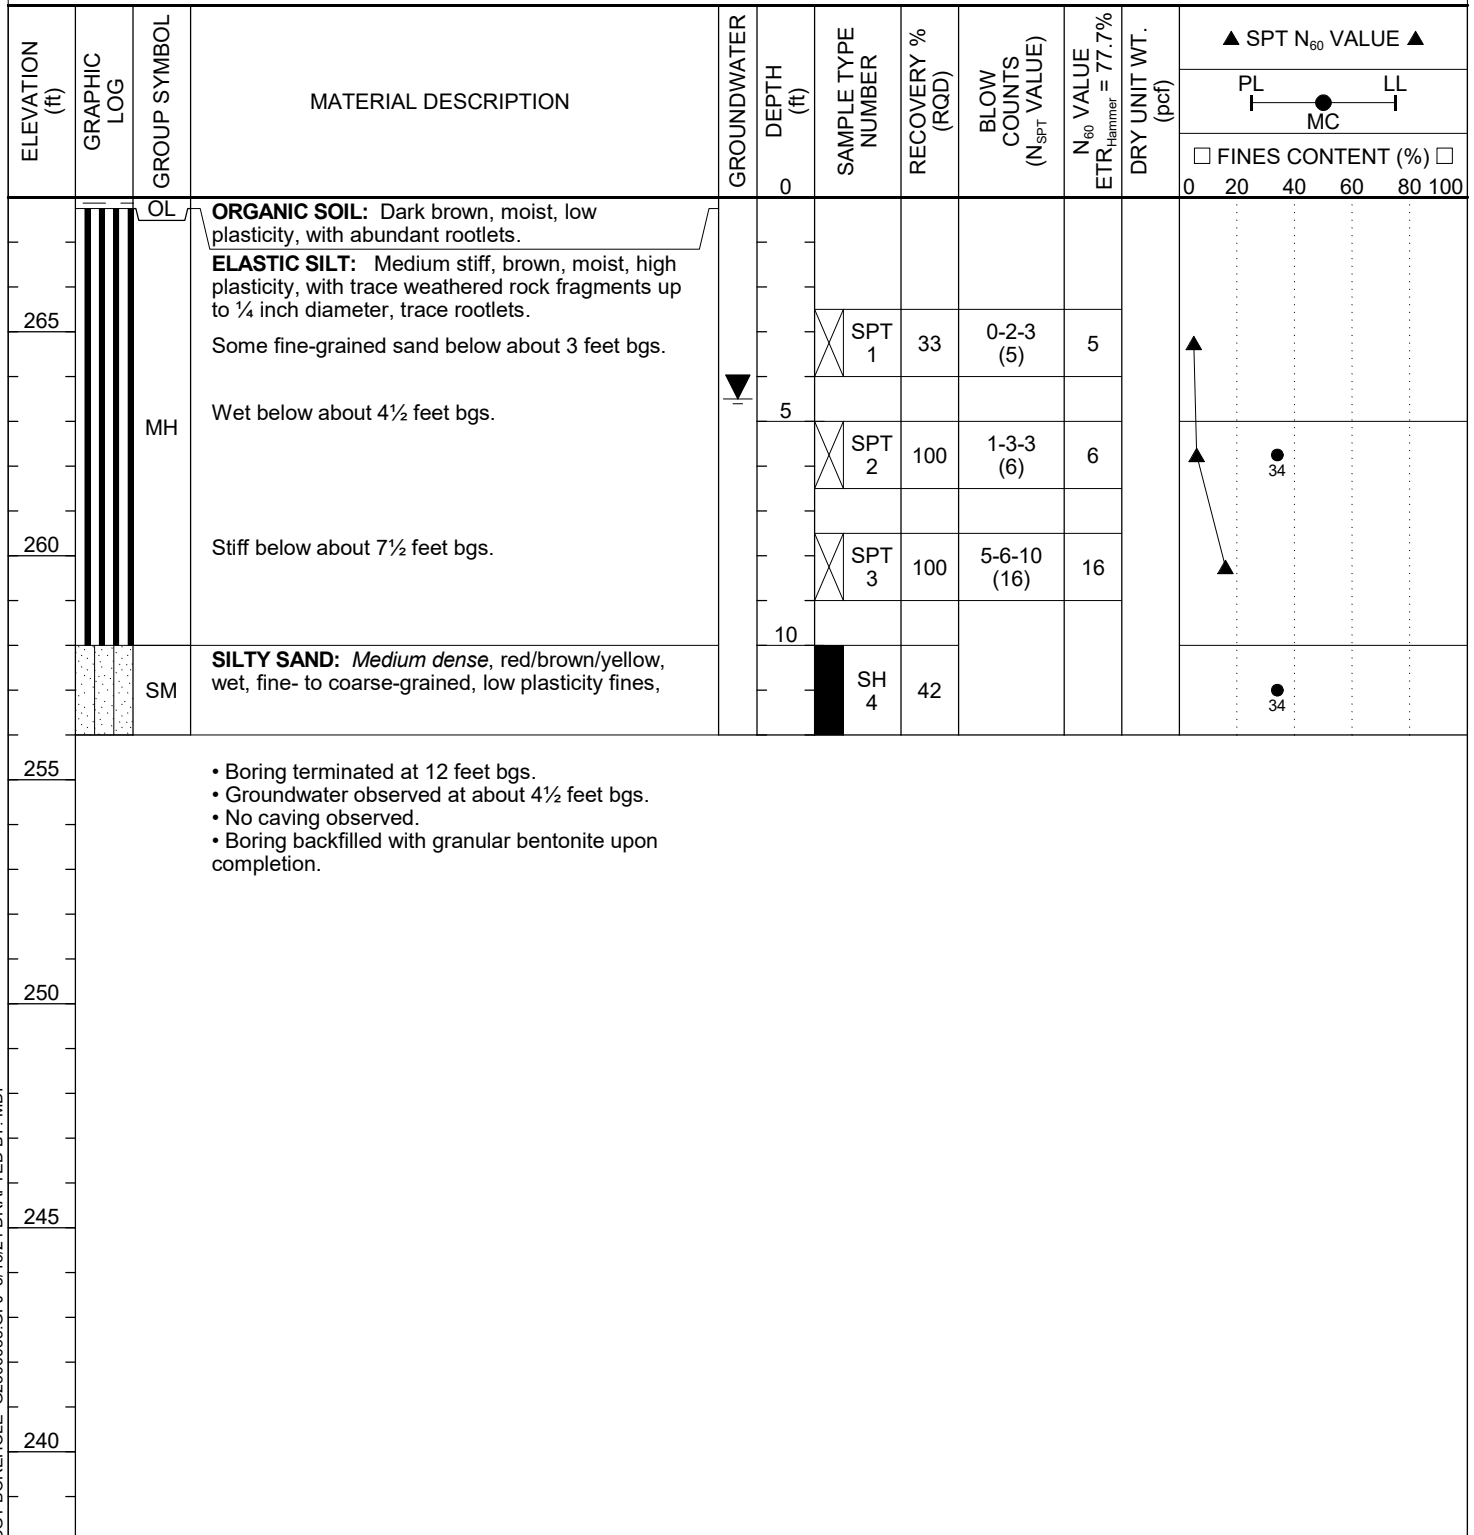 ELEVATION
(ft)
GRAPHIC
LOG
GROUP SYMBOL
MATERIAL DESCRIPTION
GROUNDWATER
DEPTH
(ft)
0
SAMPLE TYPE
NUMBER
RECOVERY %
(RQD)
BLOW
COUNTS
(N_SPT VALUE)
N60 VALUE
ETR_Hammer = 77.7%
DRY UNIT WT.
(pcf)
▲ SPT N60 VALUE ▲
PL LL
MC
□ FINES CONTENT (%) □
0 20 40 60 80 100
OL
ORGANIC SOIL: Dark brown, moist, low
plasticity, with abundant rootlets.
ELASTIC SILT: Medium stiff, brown, moist, high
plasticity, with trace weathered rock fragments up
to ¼ inch diameter, trace rootlets.
265
Some fine-grained sand below about 3 feet bgs.
SPT
1
33
0-2-3
(5)
5
Wet below about 4½ feet bgs.
5
MH
SPT
2
100
1-3-3
(6)
6
34
260
Stiff below about 7½ feet bgs.
SPT
3
100
5-6-10
(16)
16
10
SM
SILTY SAND: Medium dense, red/brown/yellow,
wet, fine- to coarse-grained, low plasticity fines,
SH
4
42
34
255
• Boring terminated at 12 feet bgs.
• Groundwater observed at about 4½ feet bgs.
• No caving observed.
• Boring backfilled with granular bentonite upon
completion.
250
245
240